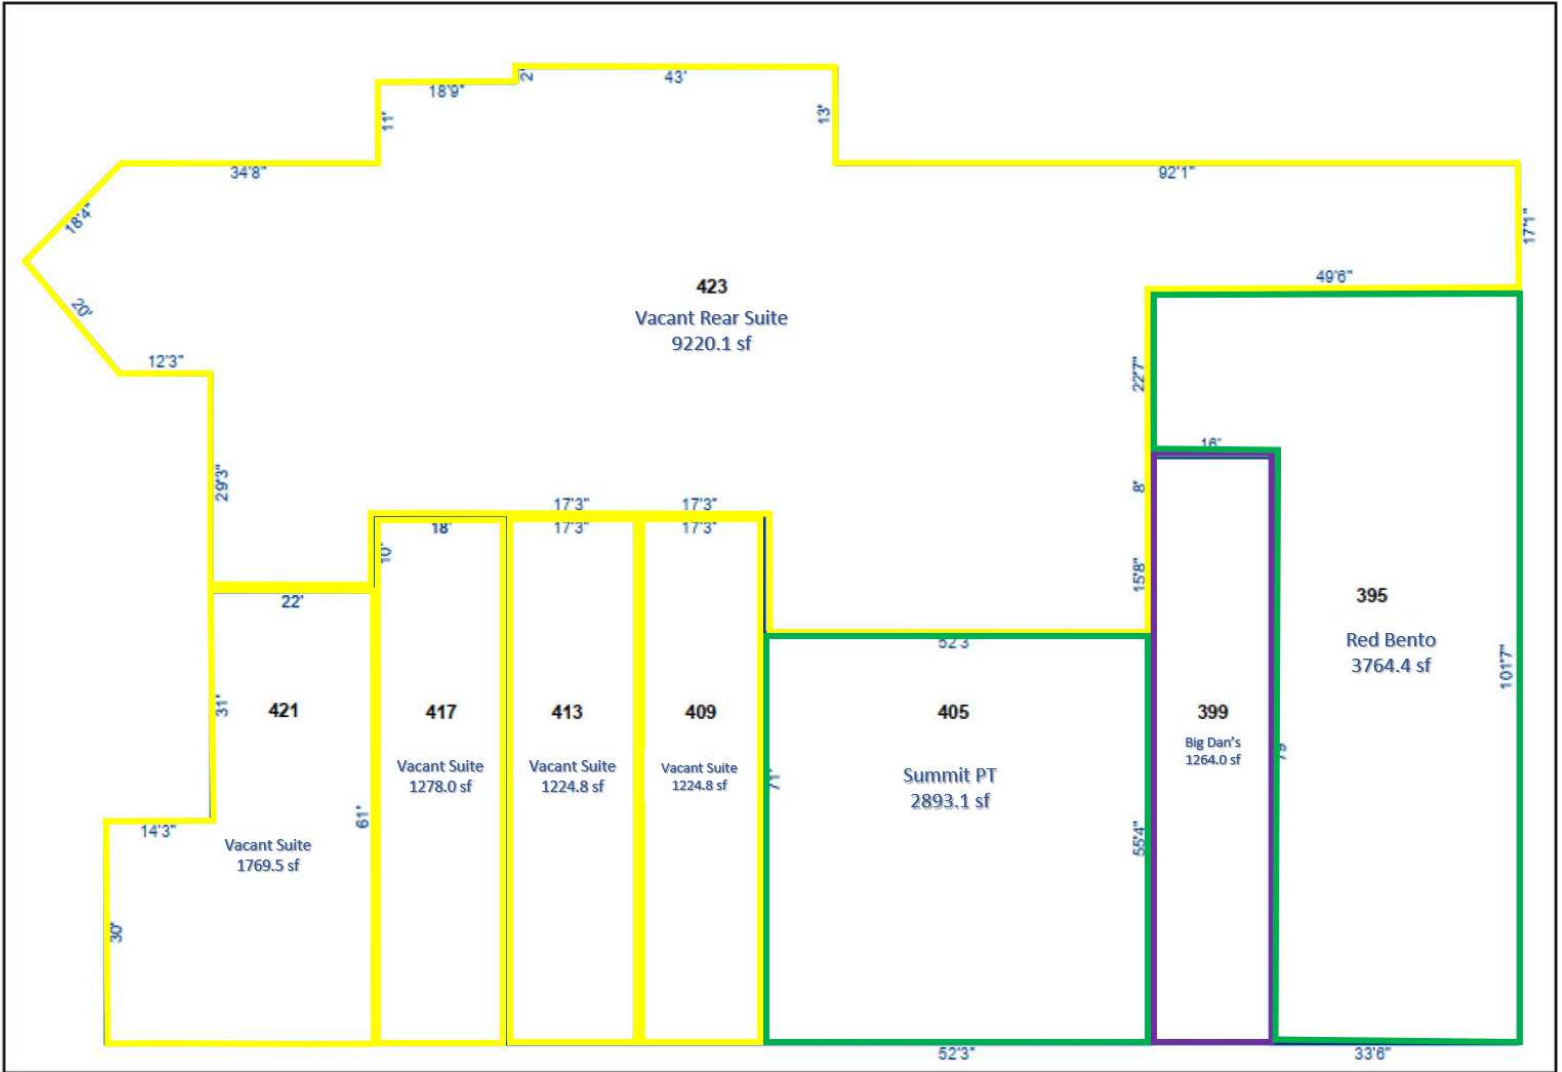 2'
43'
18'9"
11'
13'
34'8"
92'1"
18'4"
17'1"
49'6"
423
Vacant Rear Suite
9220.1 sf
20'
12'3"
22'7"
16'
29'3"
8'
17'3"
17'3"
18'
17'3"
17'3"
10'
15'8"
22'
395
Red Bento
3764.4 sf
52'3
101'7"
31'
421
417
413
409
405
399
Big Dan's
1264.0 sf
Vacant Suite
1278.0 sf
Vacant Suite
1224.8 sf
Vacant Suite
1224.8 sf
Summit PT
2893.1 sf
71'
61'
14'3"
Vacant Suite
1769.5 sf
55'4"
30'
52'3"
33'6"